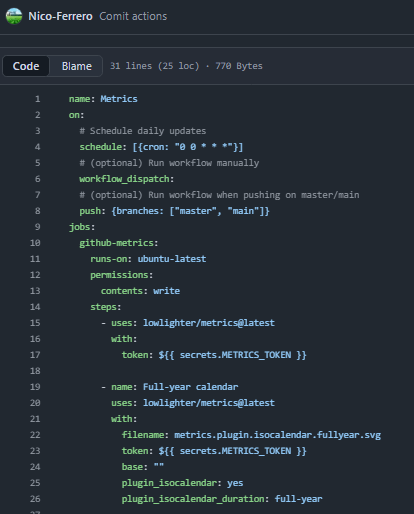 Nico-Ferrero Comit actions
Code Blame 31 lines (25 loc) · 770 Bytes
1 name: Metrics
2 on:
3 # Schedule daily updates
4 schedule: [{cron: "0 0 * * *"}]
5 # (optional) Run workflow manually
6 workflow_dispatch:
7 # (optional) Run workflow when pushing on master/main
8 push: {branches: ["master", "main"]}
9 jobs:
10 github-metrics:
11 runs-on: ubuntu-latest
12 permissions:
13 contents: write
14 steps:
15 - uses: lowlighter/metrics@latest
16 with:
17 token: ${{ secrets.METRICS_TOKEN }}
18
19 - name: Full-year calendar
20 uses: lowlighter/metrics@latest
21 with:
22 filename: metrics.plugin.isocalendar.fullyear.svg
23 token: ${{ secrets.METRICS_TOKEN }}
24 base: ""
25 plugin_isocalendar: yes
26 plugin_isocalendar_duration: full-year